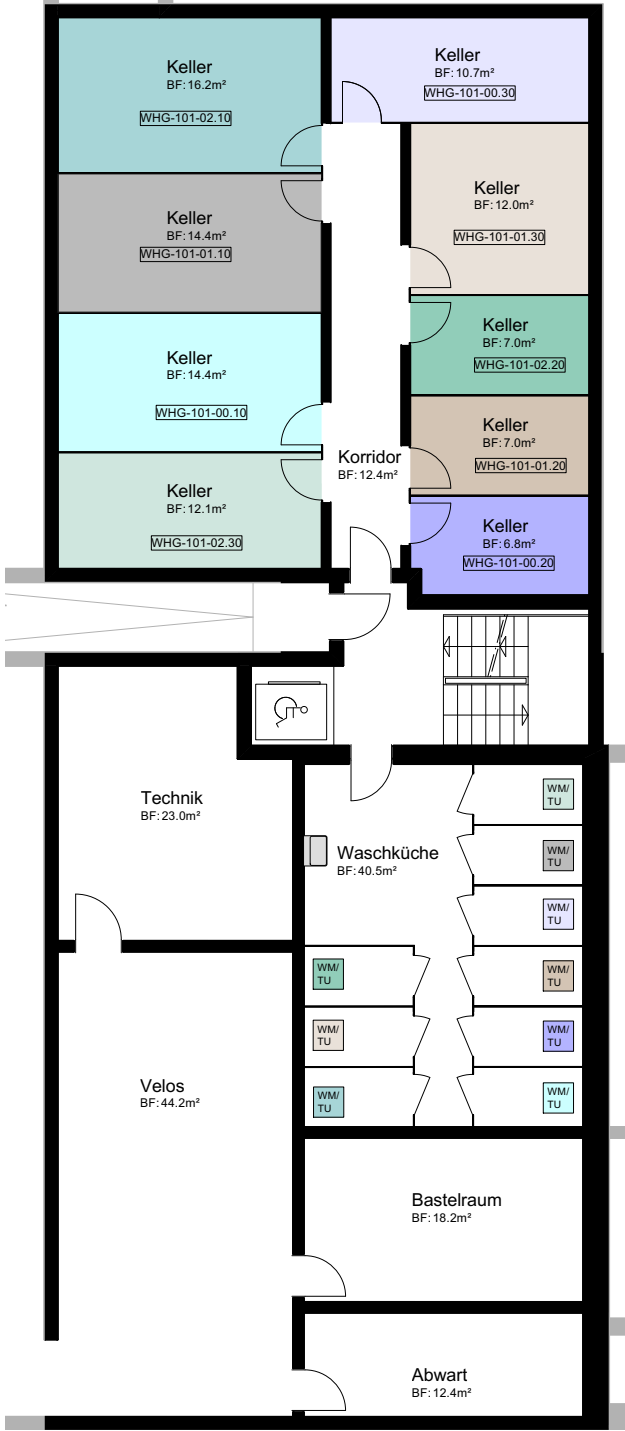 Keller
BF: 16.2m²
WHG-101-02.10
Keller
BF: 10.7m²
WHG-101-00.30
Keller
BF: 14.4m²
WHG-101-01.10
Keller
BF: 12.0m²
WHG-101-01.30
Keller
BF: 14.4m²
WHG-101-00.10
Keller
BF: 7.0m²
WHG-101-02.20
Keller
BF: 12.1m²
WHG-101-02.30
Korridor
BF: 12.4m²
Keller
BF: 7.0m²
WHG-101-01.20
Keller
BF: 6.8m²
WHG-101-00.20
Technik
BF: 23.0m²
Waschküche
BF: 40.5m²
WM/
TU
WM/
TU
WM/
TU
WM/
TU
WM/
TU
WM/
TU
WM/
TU
WM/
TU
WM/
TU
Velos
BF: 44.2m²
Bastelraum
BF: 18.2m²
Abwart
BF: 12.4m²